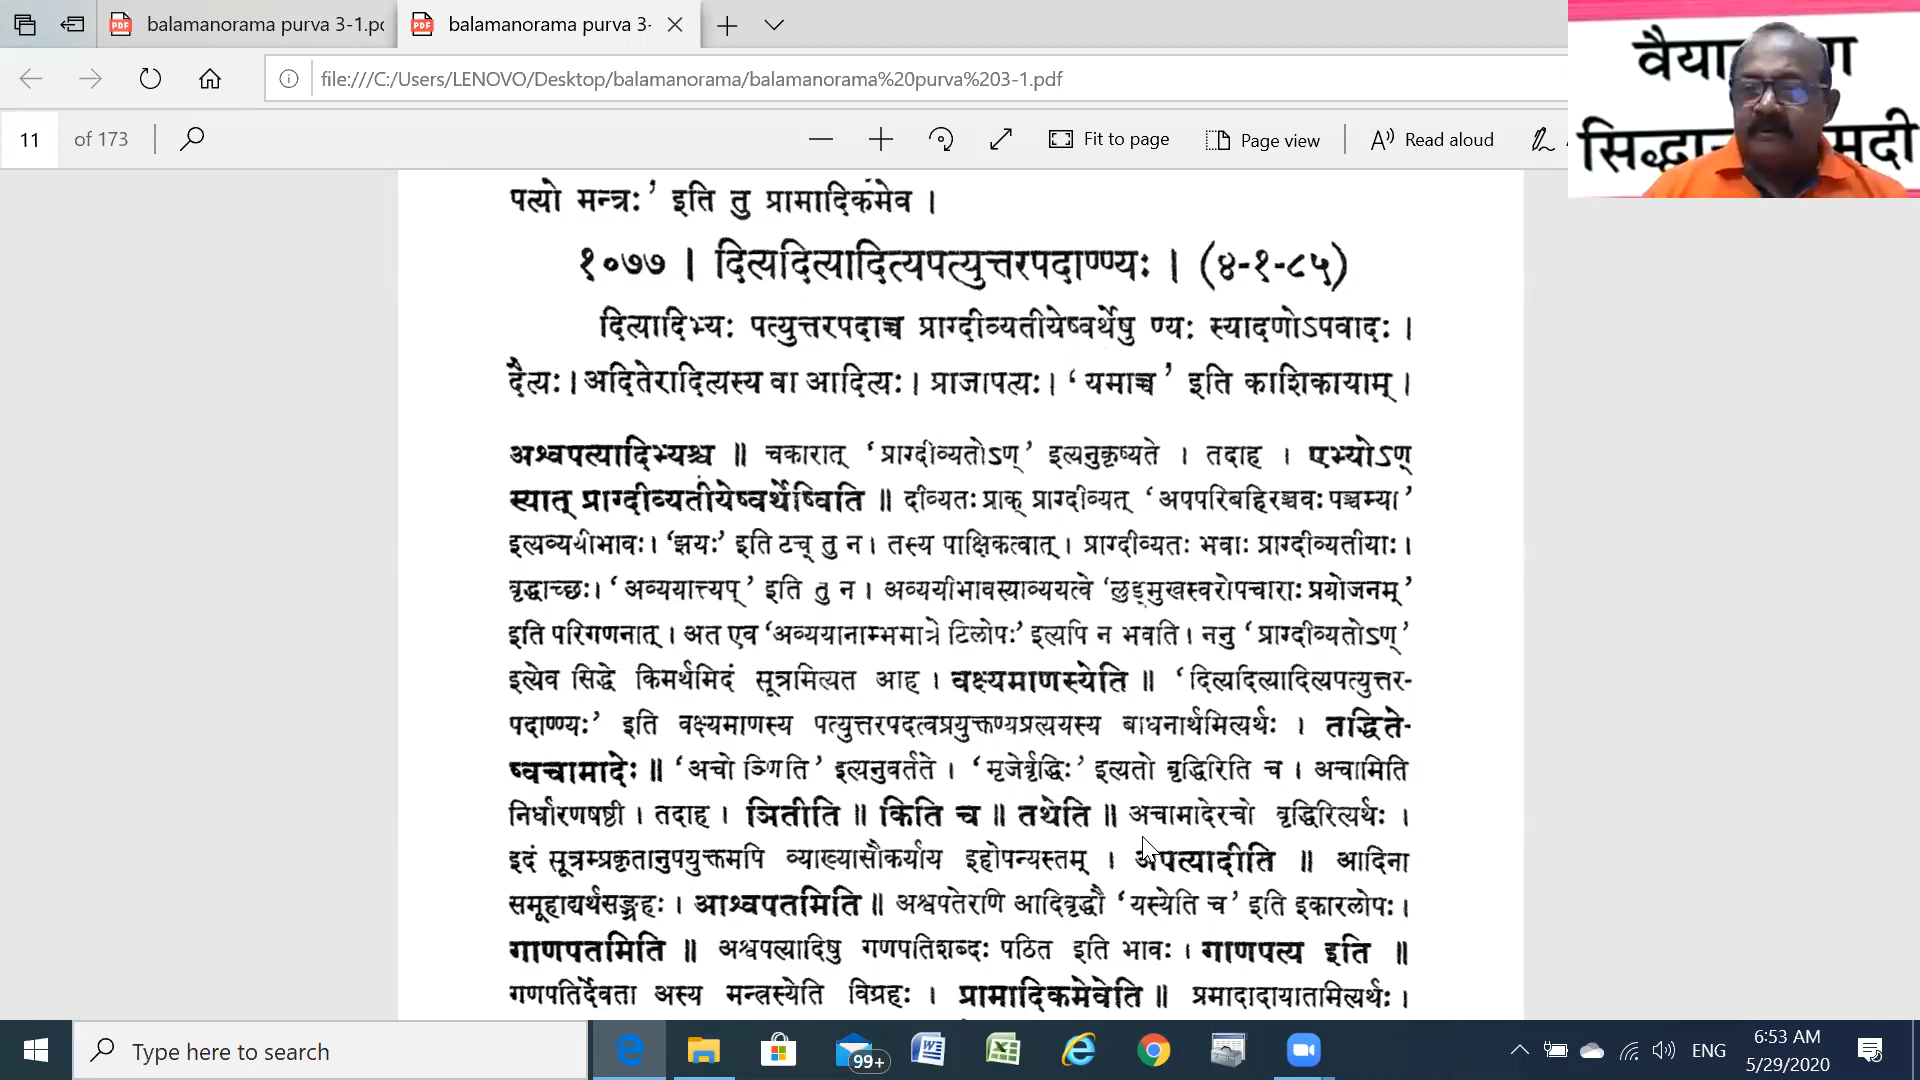 balamanorama purva 3-1.pd
balamanorama purva 3-
file:///C:/Users/LENOVO/Desktop/balamanorama/balamanorama%20purva%203-1.pdf
11 of 173
Fit to page
Page view
Read aloud
पत्यो मन्त्रः’ इति तु प्रामादिकमेव ।
१०७७ । दित्यदित्यादित्यपत्युत्तरपदाण्ण्यः । (४-१-८५)
दित्यादिभ्यः पत्युत्तरपदाच्च प्राग्दीव्यतीयेष्वर्थेषु ण्यः स्यादणोऽपवादः ।
दैत्यः । अदितेरादित्यस्य वा आदित्यः । प्राजापत्यः । ‘ यमाच्च ’ इति काशिकायाम् ।
अश्वपत्यादिभ्यश्च ॥ चकारात् ‘ प्राग्दीव्यतोऽण्’ इत्यनुकृष्यते । तदाह । एभ्योऽण्
स्यात् प्राग्दीव्यतीयेष्वर्थेष्विति ॥ दीव्यतः प्राक् प्राग्दीव्यत् ‘ अपपरिबहिरञ्चवः पञ्चम्या’
इत्यव्ययीभावः । ‘झयः’ इति टच् तु न । तस्य पाक्षिकत्वात् । प्राग्दीव्यतः भवाः प्राग्दीव्यतीयाः ।
वृद्धाच्छः । ‘ अव्ययात्त्यप् ’ इति तु न । अव्ययीभावस्याव्ययत्वे ‘लुङ्मुखस्वरोपचाराः प्रयोजनम्’
इति परिगणनात् । अत एव ‘अव्ययानाम्भमात्रे टिलोपः’ इत्यपि न भवति । ननु ‘ प्राग्दीव्यतोऽण्’
इत्येव सिद्धे किमर्थमिदं सूत्रमित्यत आह । वक्ष्यमाणस्येति ॥ ‘ दित्यदित्यादित्यपत्युत्तर-
पदाण्ण्यः’ इति वक्ष्यमाणस्य पत्युत्तरपदत्वप्रयुक्तण्यप्रत्ययस्य बाधनार्थमित्यर्थः । तद्धिते-
ष्वचामादेः ॥ ‘ अचो ञ्णिति ’ इत्यनुवर्तते । ‘ मृजेर्वृद्धिः’ इत्यतो वृद्धिरिति च । अचामिति
निर्धारणषष्ठी । तदाह । ञितीति ॥ किति च ॥ तथेति ॥ अचामादेरचो वृद्धिरित्यर्थः ।
इदं सूत्रम्प्रकृतानुपयुक्तमपि व्याख्यासौकर्याय इहोपन्यस्तम् । अपत्यादीति ॥ आदिना
समूहाद्यर्थसङ्ग्रहः । आश्वपतमिति ॥ अश्वपतेरणि आदिवृद्धौ ‘ यस्येति च ’ इति इकारलोपः ।
गाणपतमिति ॥ अश्वपत्यादिषु गणपतिशब्दः पठित इति भावः । गाणपत्य इति ॥
गणपतिर्देवता अस्य मन्त्रस्येति विग्रहः । प्रामादिकमेवेति ॥ प्रमादादायातमित्यर्थः ।
Type here to search
99+
ENG
6:53 AM
5/29/2020